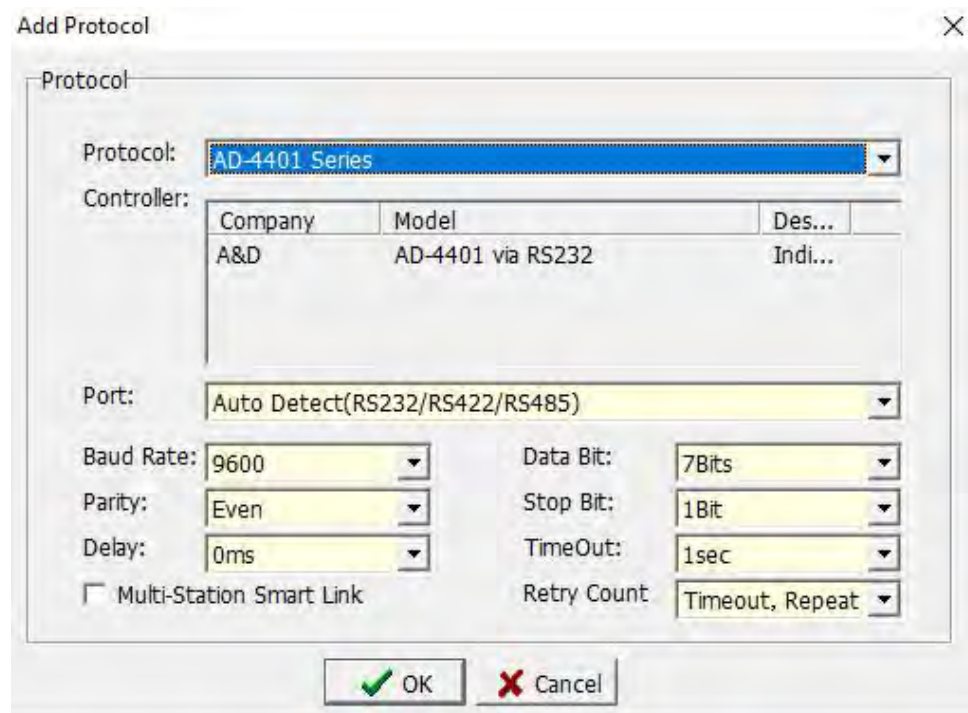 Add Protocol
Protocol
Protocol: AD-4401 Series
Controller:
Company Model Des...
A&D AD-4401 via RS232 Indi...
Port: Auto Detect(RS232/RS422/RS485)
Baud Rate: 9600 Data Bit: 7Bits
Parity: Even Stop Bit: 1Bit
Delay: 0ms TimeOut: 1sec
Multi-Station Smart Link Retry Count Timeout, Repeat
OK Cancel